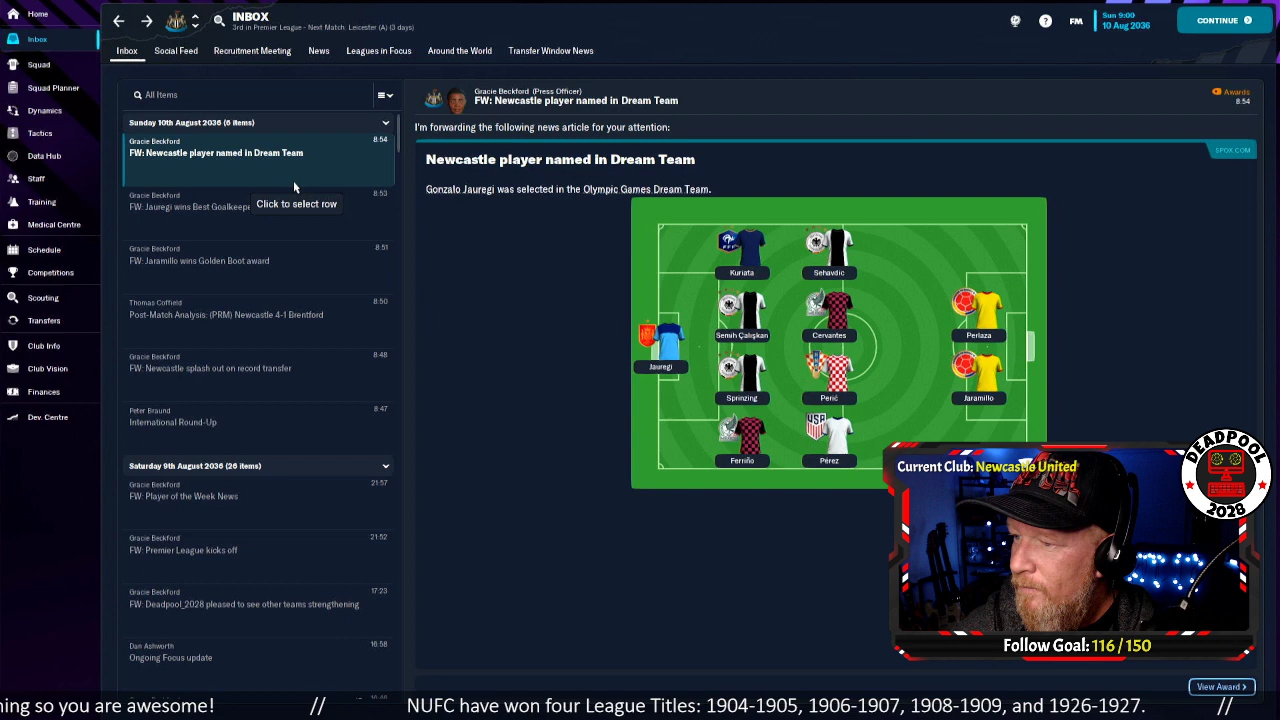 Home
Inbox
Squad
Squad Planner
Dynamics
Tactics
Data Hub
Staff
Training
Medical Centre
Schedule
Competitions
Scouting
Transfers
Club Info
Club Vision
Finances
Dev. Centre
INBOX
3rd in Premier League - Next Match: Leicester (A) (3 days)
FM
Sun 9:00
10 Aug 2036
CONTINUE
Inbox Social Feed Recruitment Meeting News Leagues in Focus Around the World Transfer Window News
All Items
Sunday 10th August 2036 (6 items)
Gracie Beckford 8:54
FW: Newcastle player named in Dream Team
Gracie Beckford 8:53
FW: Jauregi wins Best Goalkeepe
Click to select row
Gracie Beckford 8:51
FW: Jaramillo wins Golden Boot award
Thomas Coffield 8:50
Post-Match Analysis: (PRM) Newcastle 4-1 Brentford
Gracie Beckford 8:48
FW: Newcastle splash out on record transfer
Peter Braund 8:47
International Round-Up
Saturday 9th August 2036 (26 items)
Gracie Beckford 21:57
FW: Player of the Week News
Gracie Beckford 21:52
FW: Premier League kicks off
Gracie Beckford 17:23
FW: Deadpool_2028 pleased to see other teams strengthening
Dan Ashworth 16:58
Ongoing Focus update
Gracie Beckford (Press Officer)
FW: Newcastle player named in Dream Team
Awards
8:54
I'm forwarding the following news article for your attention:
SPOX.COM
Newcastle player named in Dream Team
Gonzalo Jauregi was selected in the Olympic Games Dream Team.
FFF
Kuriata
Sehavdic
Semih Çalışkan
Cervantes
Perlaza
Jauregi
Sprinzing
Perić
Jaramillo
USA
Ferriño
Pérez
Current Club: Newcastle United
DEADPOOL
2028
Follow Goal: 116 / 150
View Award
ning so you are awesome! // NUFC have won four League Titles: 1904-1905, 1906-1907, 1908-1909, and 1926-1927. //